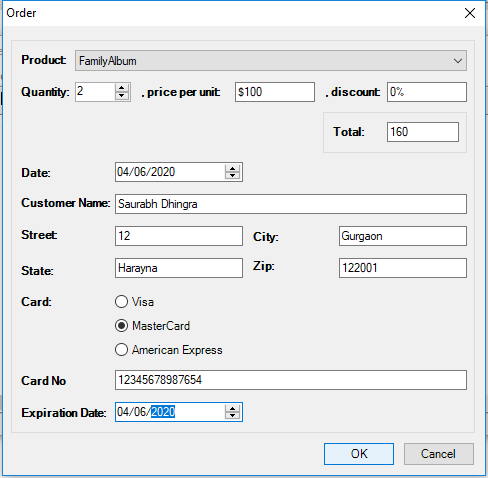 Order
Product: FamilyAlbum
Quantity: 2 , price per unit: $100 , discount: 0%
Total: 160
Date: 04/06/2020
Customer Name: Saurabh Dhingra
Street: 12 City: Gurgaon
State: Harayna Zip: 122001
Card: Visa
MasterCard
American Express
Card No 12345678987654
Expiration Date: 04/06/2020
OK Cancel